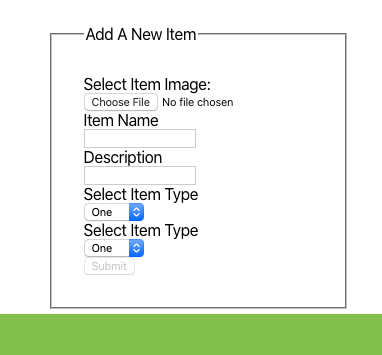 Add A New Item
Select Item Image:
Choose File No file chosen
Item Name
Description
Select Item Type
One
Select Item Type
One
Submit